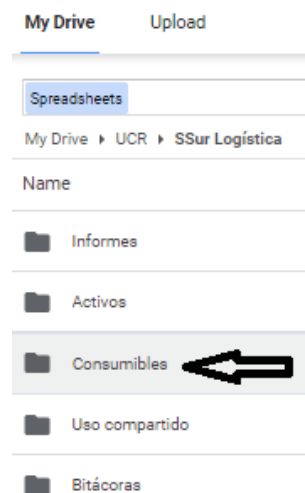 My Drive Upload
Spreadsheets
My Drive ▸ UCR ▸ SSur Logística
Name
Informes
Activos
Consumibles
Uso compartido
Bitácoras